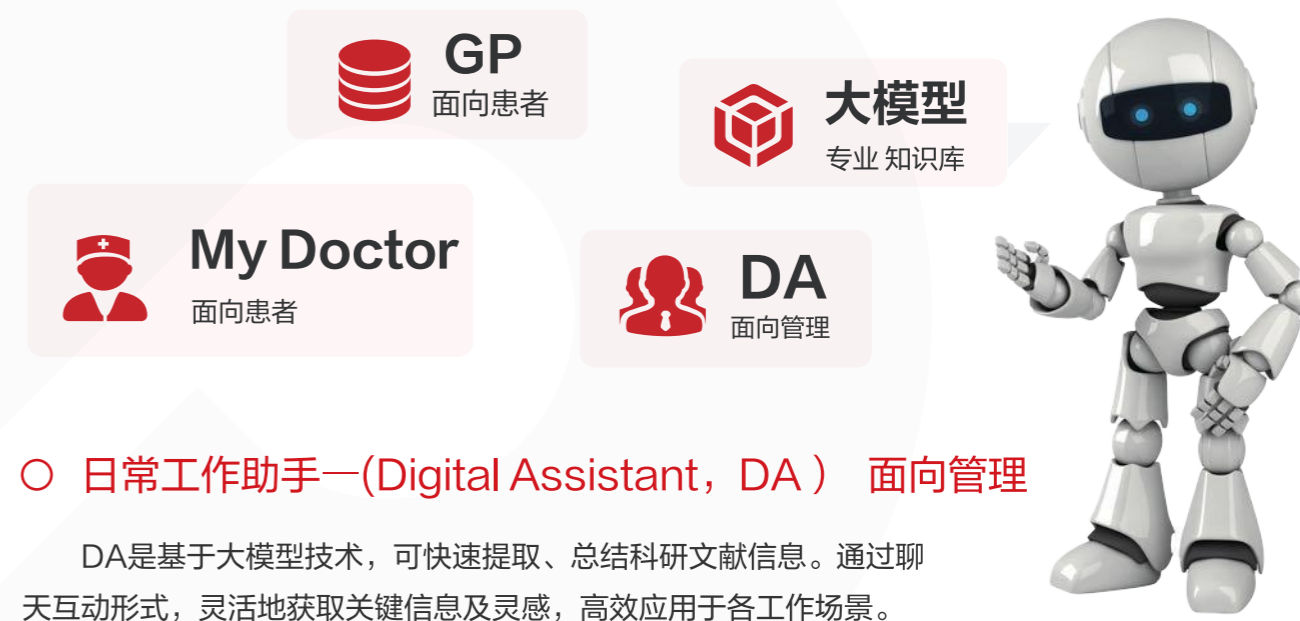 GP
面向患者
大模型
专业 知识库
My Doctor
面向患者
DA
面向管理
日常工作助手—(Digital Assistant，DA ） 面向管理
DA是基于大模型技术，可快速提取、总结科研文献信息。通过聊
天互动形式，灵活地获取关键信息及灵感，高效应用于各工作场景。